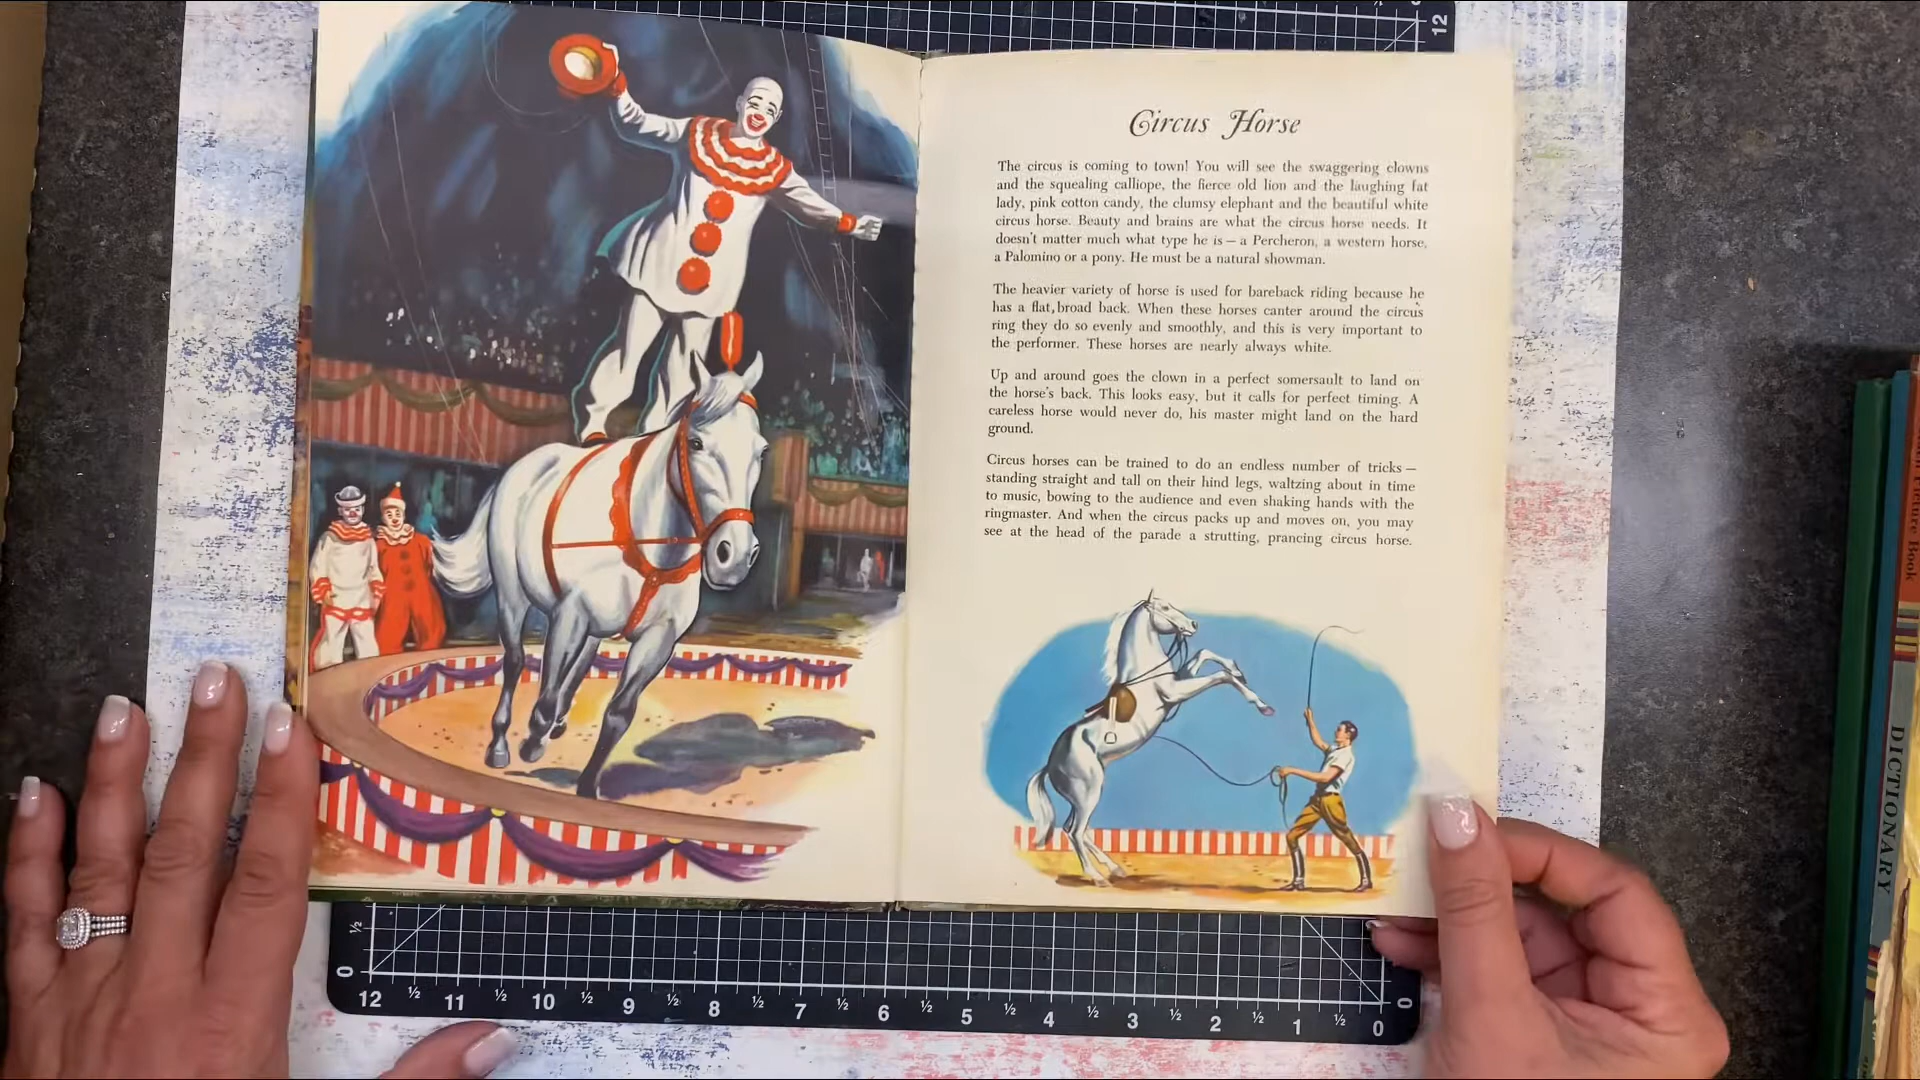 Circus Horse
The circus is coming to town! You will see the swaggering clowns
and the squealing calliope, the fierce old lion and the laughing fat
lady, pink cotton candy, the clumsy elephant and the beautiful white
circus horse. Beauty and brains are what the circus horse needs. It
doesn't matter much what type he is — a Percheron, a western horse,
a Palomino or a pony. He must be a natural showman.
The heavier variety of horse is used for bareback riding because he
has a flat, broad back. When these horses canter around the circus
ring they do so evenly and smoothly, and this is very important to
the performer. These horses are nearly always white.
Up and around goes the clown in a perfect somersault to land on
the horse's back. This looks easy, but it calls for perfect timing. A
careless horse would never do, his master might land on the hard
ground.
Circus horses can be trained to do an endless number of tricks —
standing straight and tall on their hind legs, waltzing about in time
to music, bowing to the audience and even shaking hands with the
ringmaster. And when the circus packs up and moves on, you may
see at the head of the parade a strutting, prancing circus horse.
12
½
0
12 ½ 11 ½ 10 ½ 9 ½ 8 ½ 7 ½ 6 ½ 5 ½ 4 ½ 3 ½ 2 ½ 1 ½ 0
0
Picture Book
DICTIONARY